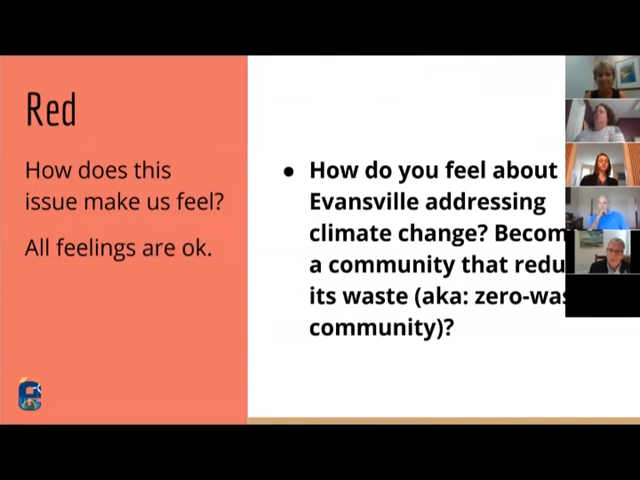 Red
How does this
issue make us feel?
All feelings are ok.
● How do you feel about
Evansville addressing
climate change? Becom
a community that redu
its waste (aka: zero-was
community)?